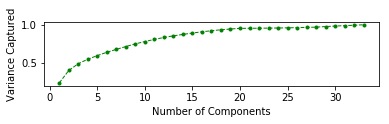 Variance Captured
1.0
0.5
0 5 10 15 20 25 30
Number of Components